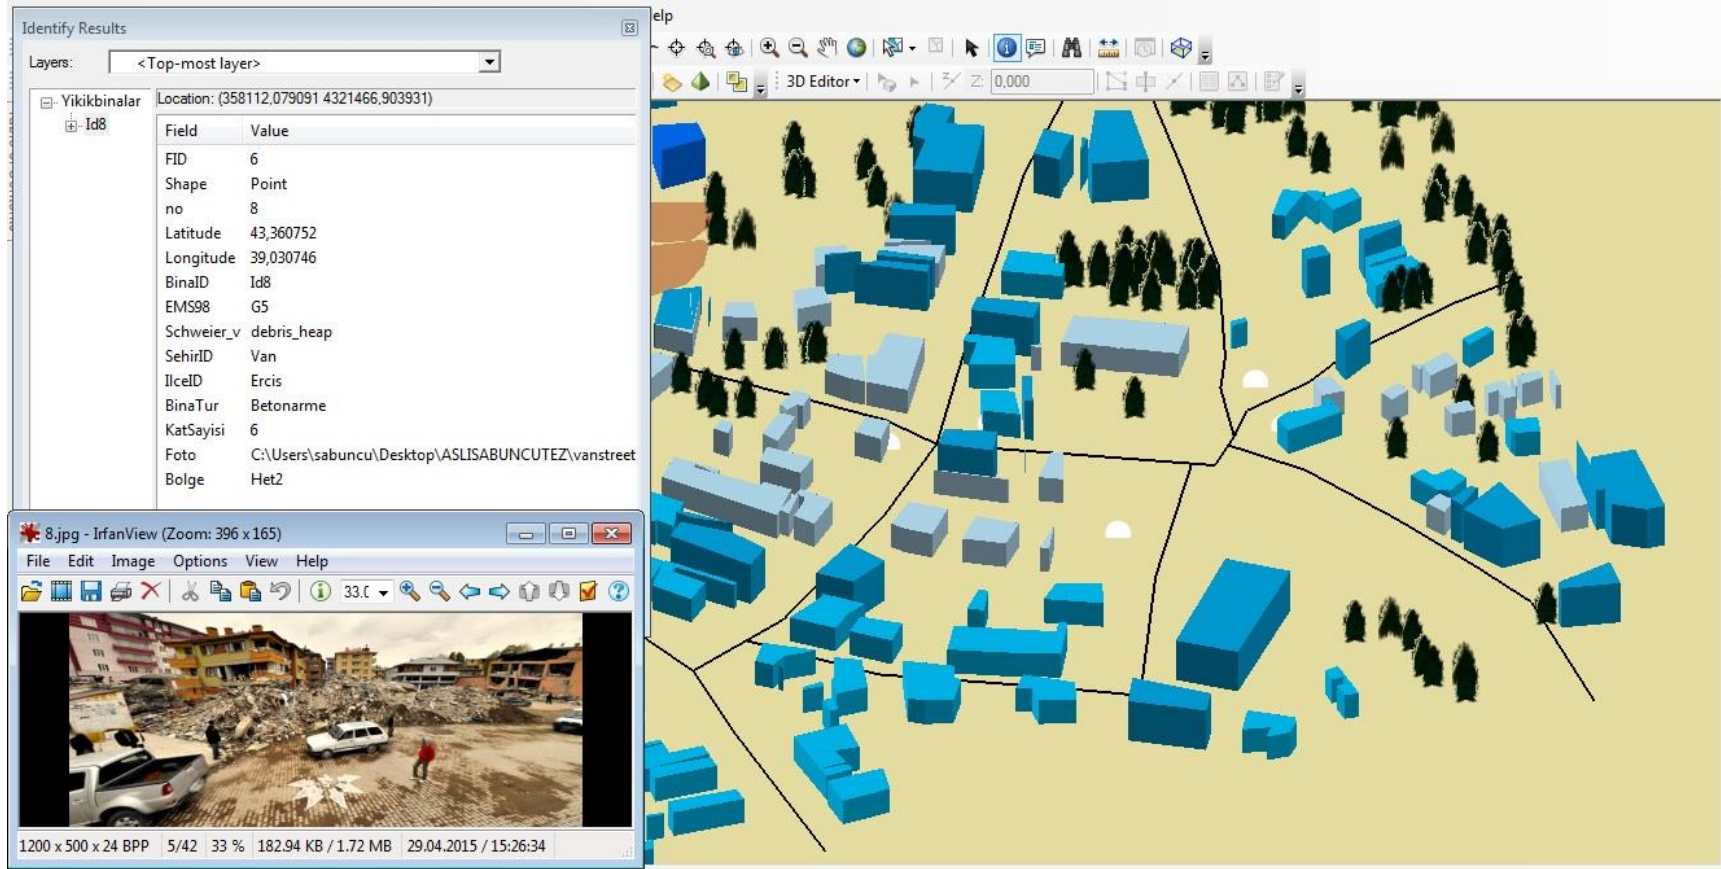 Identify Results
elp
Layers: <Top-most layer>
3D Editor Z: 0,000
Yikikbinalar
Id8
Location: (358112,079091 4321466,903931)
Field Value
FID 6
Shape Point
no 8
Latitude 43,360752
Longitude 39,030746
BinaID Id8
EMS98 G5
Schweier_v debris_heap
SehirID Van
IlceID Ercis
BinaTur Betonarme
KatSayisi 6
Foto C:\Users\sabuncu\Desktop\ASLISABUNCUTEZ\vanstreet
Bolge Het2
8.jpg - IrfanView (Zoom: 396 x 165)
File Edit Image Options View Help
33.
1200 x 500 x 24 BPP 5/42 33 % 182.94 KB / 1.72 MB 29.04.2015 / 15:26:34